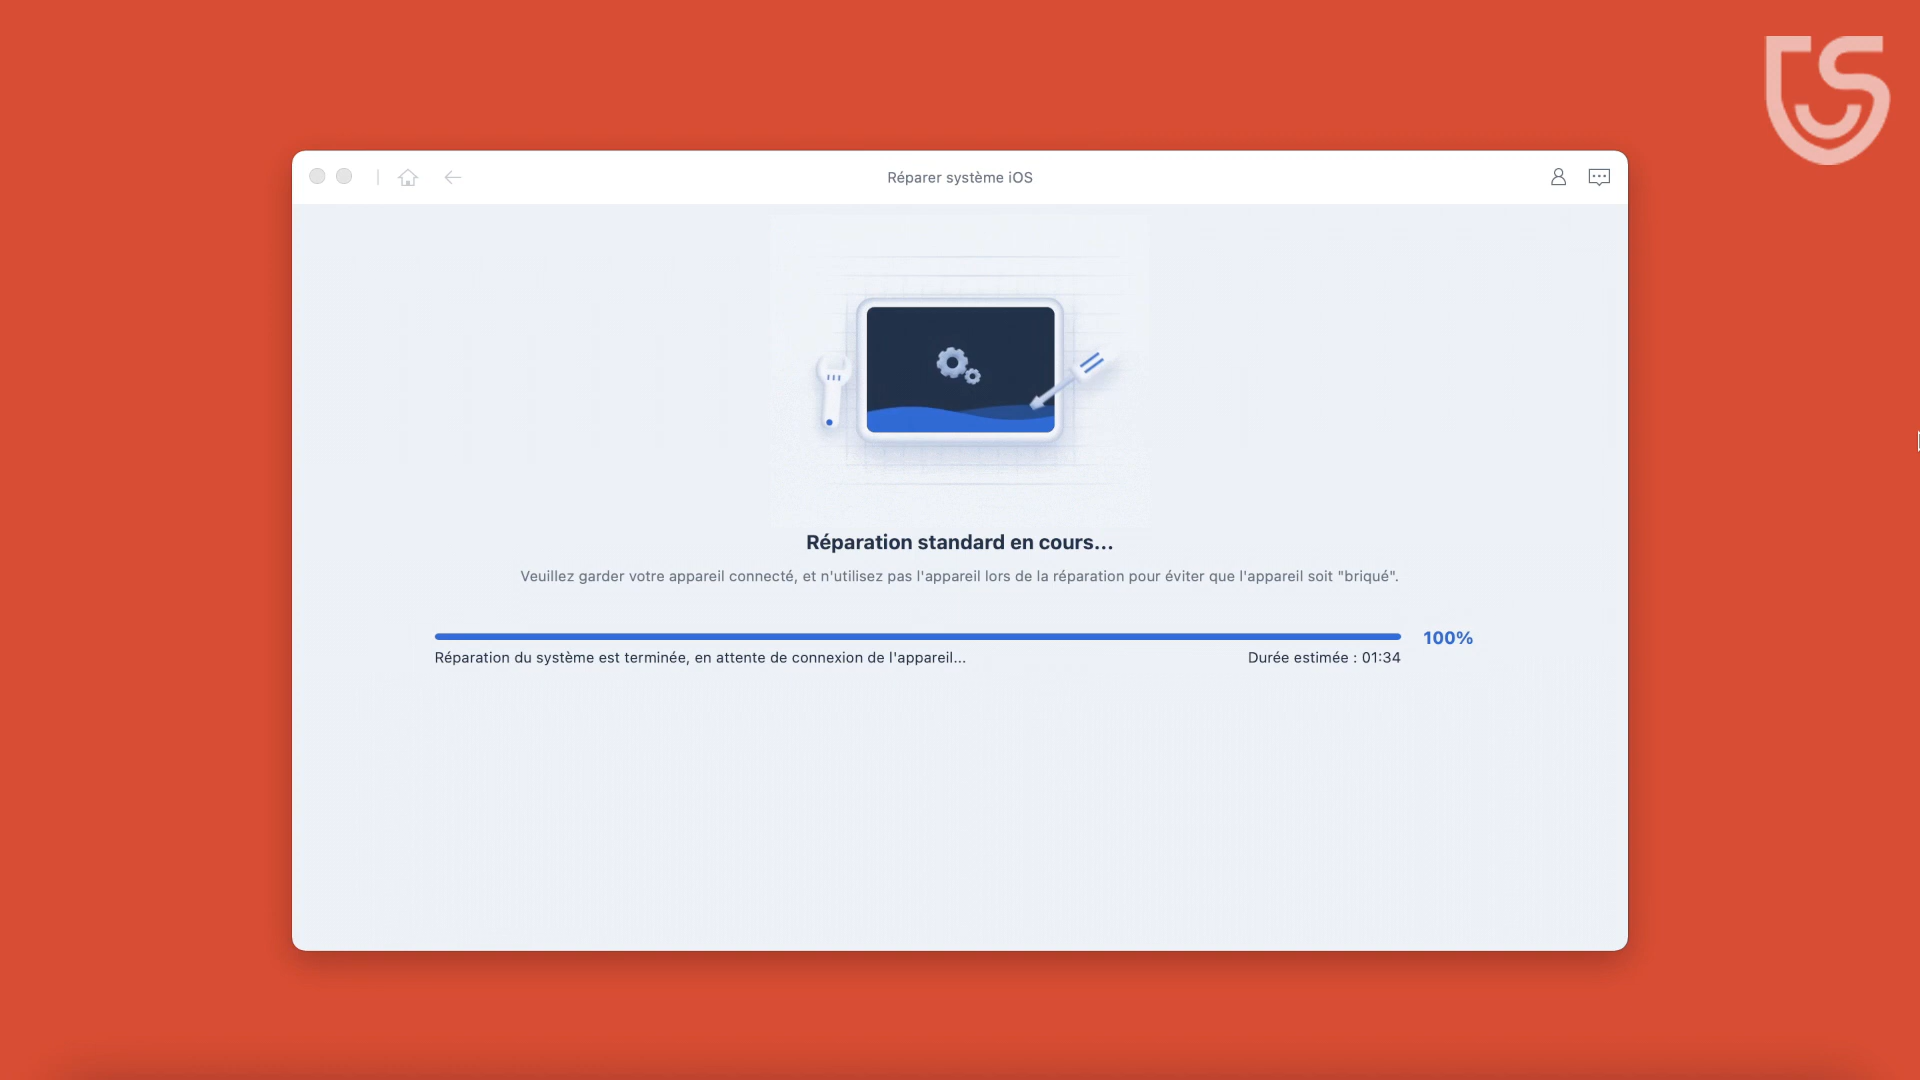 Réparer système iOS
Réparation standard en cours...
Veuillez garder votre appareil connecté, et n'utilisez pas l'appareil lors de la réparation pour éviter que l'appareil soit "briqué".
100%
Réparation du système est terminée, en attente de connexion de l'appareil...
Durée estimée : 01:34